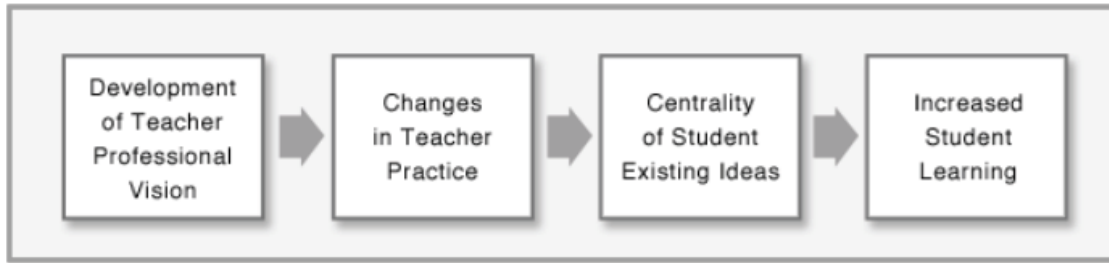 Development
of Teacher
Professional
Vision
Changes
in Teacher
Practice
Centrality
of Student
Existing Ideas
Increased
Student
Learning